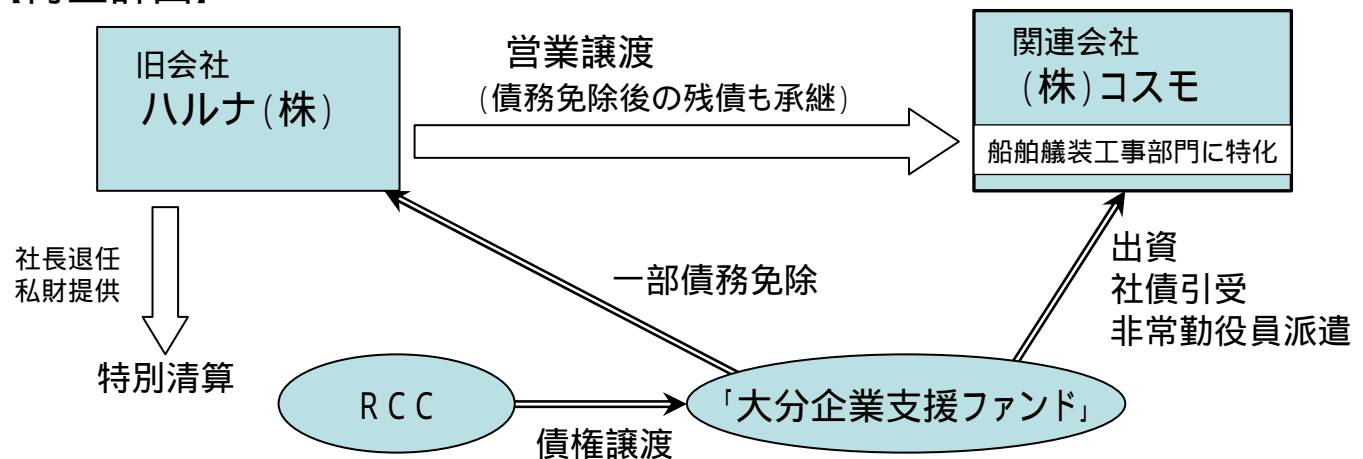 旧会社
ハルナ(株)
営業譲渡
(債務免除後の残債も承継)
関連会社
(株)コスモ
船舶艤装工事部門に特化
社長退任
私財提供
特別清算
一部債務免除
出資
社債引受
非常勤役員派遣
RCC
債権譲渡
「大分企業支援ファンド」